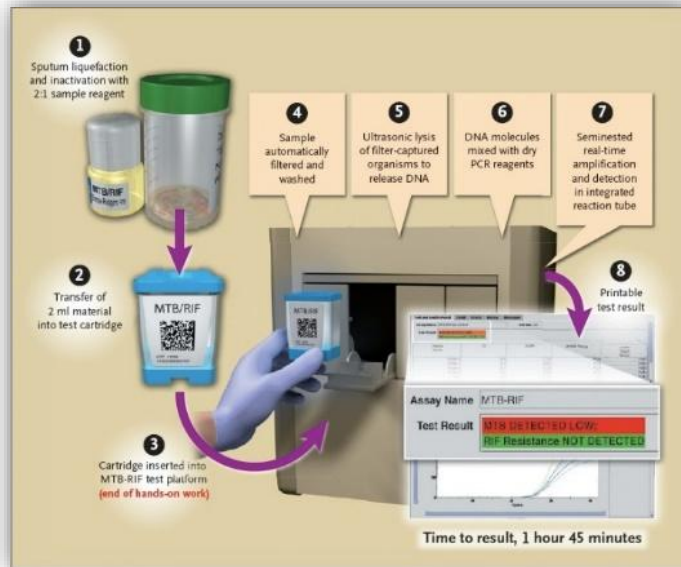 1
Sputum liquefaction
and inactivation with
2:1 sample reagent
MTB/RIF
2
Transfer of
2 ml material
into test cartridge
MTB/RIF
3
Cartridge inserted into
MTB-RIF test platform
(end of hands-on work)
MTB/RIF
4
Sample
automatically
filtered and
washed
5
Ultrasonic lysis
of filter-captured
organisms to
release DNA
6
DNA molecules
mixed with dry
PCR reagents
7
Seminested
real-time
amplification
and detection
in integrated
reaction tube
8
Printable
test result
Assay Name MTB-RIF
Test Result MTB DETECTED LOW;
RIF Resistance NOT DETECTED
Time to result, 1 hour 45 minutes